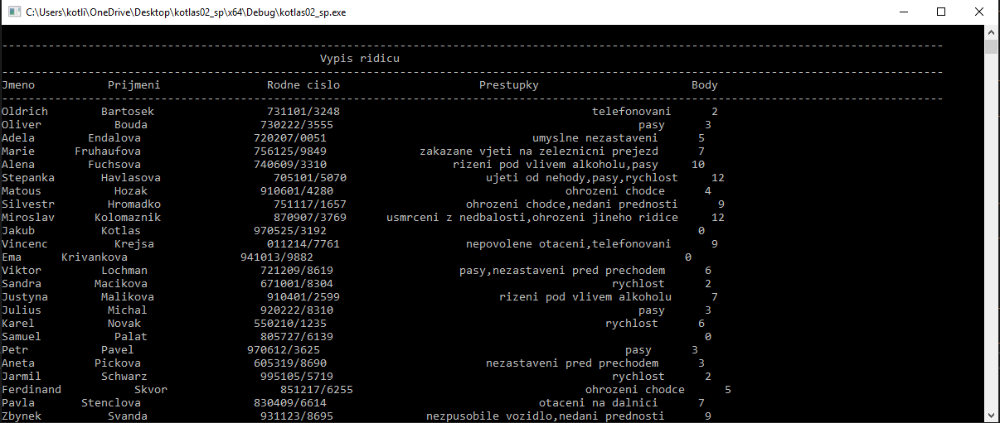 C:\Users\kotli\OneDrive\Desktop\kotlas02_sp\x64\Debug\kotlas02_sp.exe
Vypis ridicu
Jmeno Prijmeni Rodne cislo Prestupky Body
Oldrich Bartosek 731101/3248 telefonovani 2
Oliver Bouda 730222/3555 pasy 3
Adela Endalova 720207/0051 umyslne nezastaveni 5
Marie Fruhaufova 756125/9849 zakazane vjeti na zeleznicni prejezd 7
Alena Fuchsova 740609/3310 rizeni pod vlivem alkoholu,pasy 10
Stepanka Havlasova 705101/5070 ujeti od nehody,pasy,rychlost 12
Matous Hozak 910601/4280 ohrozeni chodce 4
Silvestr Hromadko 751117/1657 ohrozeni chodce,nedani prednosti 9
Miroslav Kolomaznik 870907/3769 usmrceni z nedbalosti,ohrozeni jineho ridice 12
Jakub Kotlas 970525/3192 0
Vincenc Krejsa 011214/7761 nepovolene otaceni,telefonovani 9
Ema Krivankova 941013/9882 0
Viktor Lochman 721209/8619 pasy,nezastaveni pred prechodem 6
Sandra Macikova 671001/8304 rychlost 2
Justyna Malikova 910401/2599 rizeni pod vlivem alkoholu 7
Julius Michal 920222/8310 pasy 3
Karel Novak 550210/1235 rychlost 6
Samuel Palat 805727/6139 0
Petr Pavel 970612/3625 pasy 3
Aneta Pickova 605319/8690 nezastaveni pred prechodem 3
Jarmil Schwarz 995105/5719 rychlost 2
Ferdinand Skvor 851217/6255 ohrozeni chodce 5
Pavla Stenclova 830409/6614 otaceni na dalnici 7
Zbynek Svanda 931123/8695 nezpusobile vozidlo,nedani prednosti 9